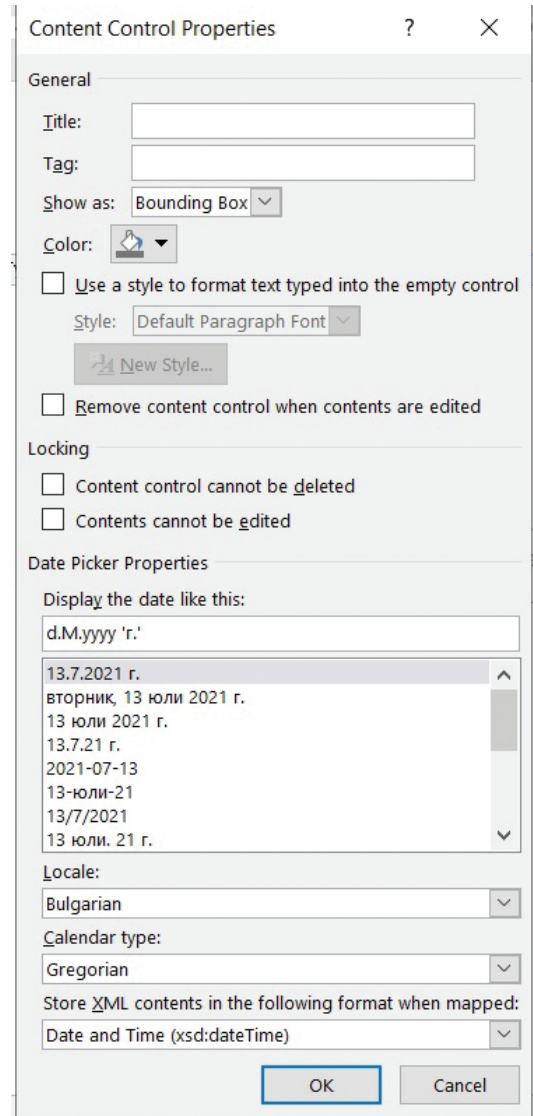 Content Control Properties ?
General
Title:
Tag:
Show as: Bounding Box
Color:
Use a style to format text typed into the empty control
Style: Default Paragraph Font
New Style...
Remove content control when contents are edited
Locking
Content control cannot be deleted
Contents cannot be edited
Date Picker Properties
Display the date like this:
d.M.yyyy 'г.'
13.7.2021 г.
вторник, 13 юли 2021 г.
13 юли 2021 г.
13.7.21 г.
2021-07-13
13-юли-21
13/7/2021
13 юли. 21 г.
Locale:
Bulgarian
Calendar type:
Gregorian
Store XML contents in the following format when mapped:
Date and Time (xsd:dateTime)
OK Cancel